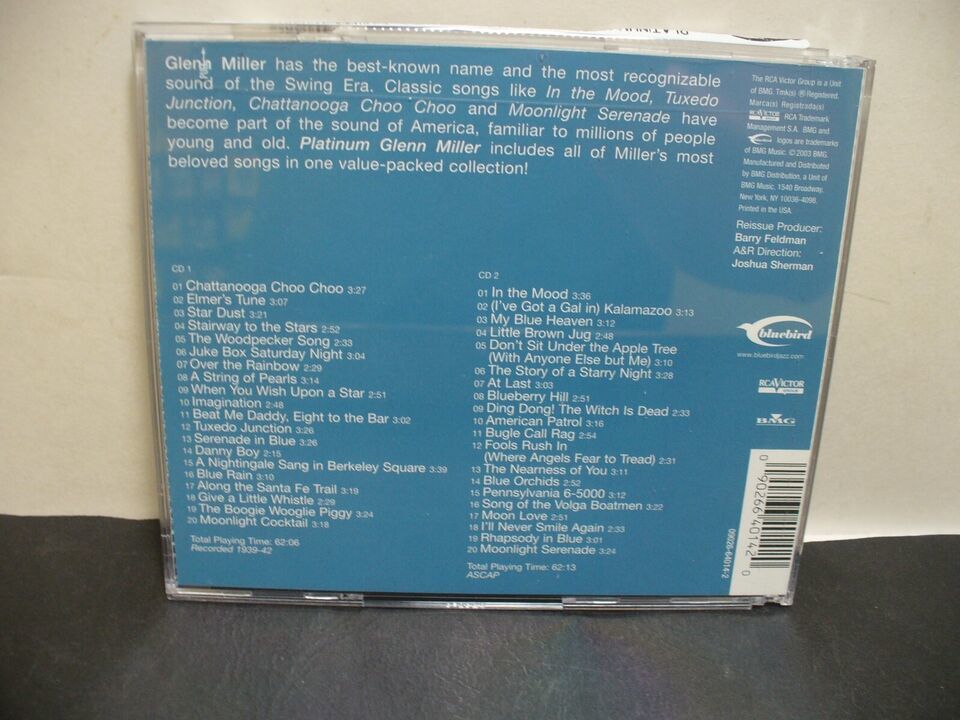 PLATINUM
Glenn Miller has the best-known name and the most recognizable
sound of the Swing Era. Classic songs like In the Mood, Tuxedo
Junction, Chattanooga Choo Choo and Moonlight Serenade have
become part of the sound of America, familiar to millions of people
young and old. Platinum Glenn Miller includes all of Miller's most
beloved songs in one value-packed collection!
The RCA Victor Group is a Unit
of BMG. Tmk(s) ® Registered.
Marca(s) Registrada(s)
RCA VICTOR GROUP RCA Trademark
Management S.A. BMG and
bluebird logos are trademarks
of BMG Music. © 2003 BMG.
Manufactured and Distributed
by BMG Distribution, a Unit of
BMG Music, 1540 Broadway,
New York, NY 10036-4098.
Printed in the USA.
Reissue Producer:
Barry Feldman
A&R Direction:
Joshua Sherman
CD 1
01 Chattanooga Choo Choo 3:27
02 Elmer's Tune 3:07
03 Star Dust 3:21
04 Stairway to the Stars 2:52
05 The Woodpecker Song 2:33
06 Juke Box Saturday Night 3:04
07 Over the Rainbow 2:29
08 A String of Pearls 3:14
09 When You Wish Upon a Star 2:51
10 Imagination 2:48
11 Beat Me Daddy, Eight to the Bar 3:02
12 Tuxedo Junction 3:26
13 Serenade in Blue 3:26
14 Danny Boy 2:15
15 A Nightingale Sang in Berkeley Square 3:39
16 Blue Rain 3:10
17 Along the Santa Fe Trail 3:19
18 Give a Little Whistle 2:29
19 The Boogie Wooglie Piggy 3:24
20 Moonlight Cocktail 3:18
Total Playing Time: 62:06
Recorded 1939-42
CD 2
01 In the Mood 3:36
02 (I've Got a Gal in) Kalamazoo 3:13
03 My Blue Heaven 3:12
04 Little Brown Jug 2:48
05 Don't Sit Under the Apple Tree
(With Anyone Else but Me) 3:10
06 The Story of a Starry Night 3:28
07 At Last 3:03
08 Blueberry Hill 2:51
09 Ding Dong! The Witch Is Dead 2:33
10 American Patrol 3:16
11 Bugle Call Rag 2:54
12 Fools Rush In
(Where Angels Fear to Tread) 2:31
13 The Nearness of You 3:11
14 Blue Orchids 2:52
15 Pennsylvania 6-5000 3:12
16 Song of the Volga Boatmen 3:22
17 Moon Love 2:51
18 I'll Never Smile Again 2:33
19 Rhapsody in Blue 3:01
20 Moonlight Serenade 3:24
Total Playing Time: 62:13
ASCAP
bluebird
www.bluebirdjazz.com
RCA VICTOR
GROUP
BMG
0 90266 40142 0
09026-64014-2